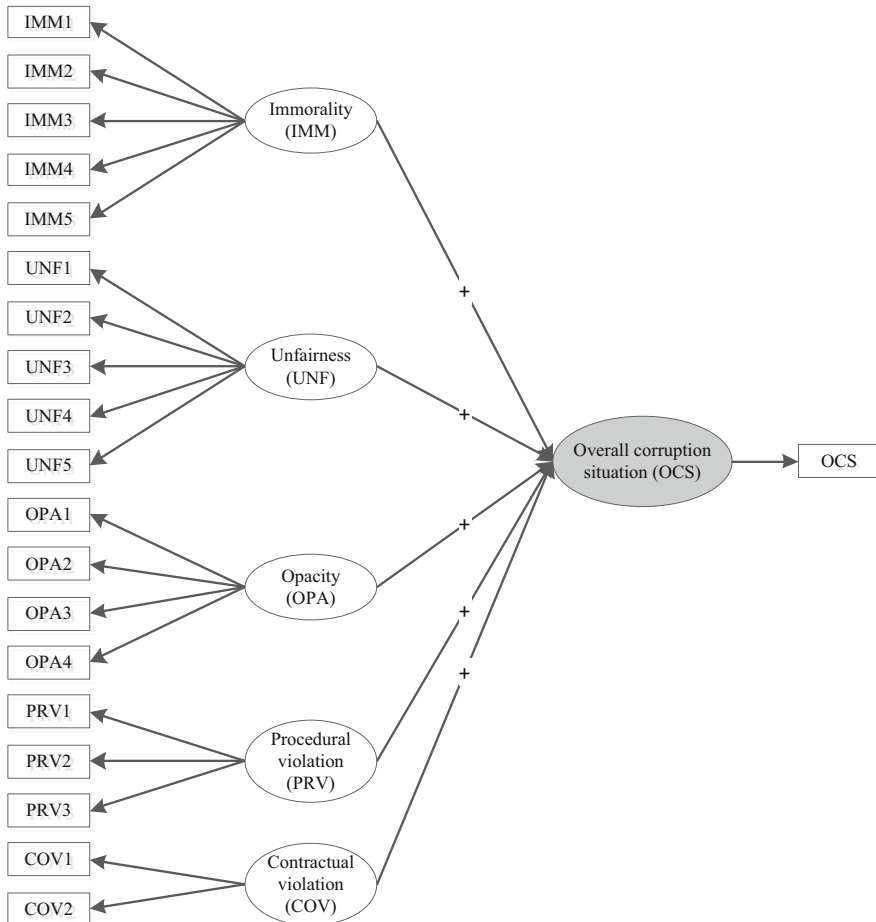 IMM1
IMM2
IMM3
IMM4
IMM5
UNF1
UNF2
UNF3
UNF4
UNF5
OPA1
OPA2
OPA3
OPA4
PRV1
PRV2
PRV3
COV1
COV2
Immorality
(IMM)
Unfairness
(UNF)
Opacity
(OPA)
Procedural
violation
(PRV)
Contractual
violation
(COV)
+
+
+
+
+
Overall corruption
situation (OCS)
OCS